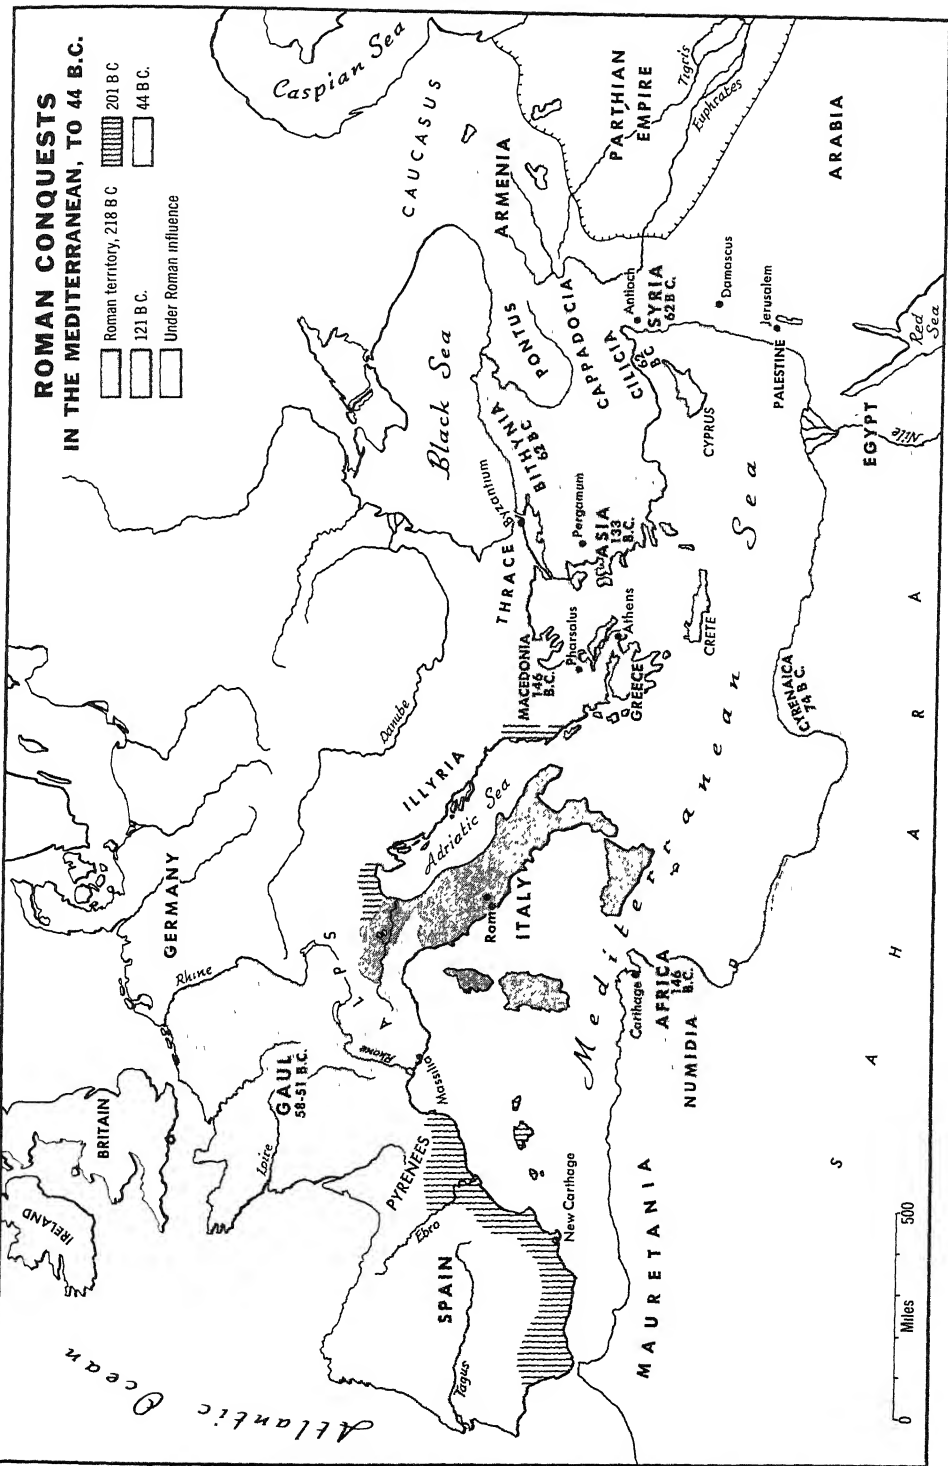 ROMAN CONQUESTS
IN THE MEDITERRANEAN, TO 44 B.C.
Roman territory, 218 B C
201 B C
121 B C.
44 B.C.
Under Roman influence
Atlantic Ocean
IRELAND
BRITAIN
GERMANY
Rhine
GAUL
58-51 B.C.
Loire
Rhone
ALPS
Massilia
PYRENEES
Ebro
SPAIN
Tagus
New Carthage
Danube
ILLYRIA
Adriatic Sea
Rome
ITALY
Caspian Sea
CAUCASUS
Black Sea
ARMENIA
PARTHIAN
EMPIRE
Tigris
Euphrates
PONTUS
CAPPADOCIA
BITHYNIA
Byzantium
THRACE
MACEDONIA
146
B.C.
Pharsalus
Pergamum
ASIA
133
B.C.
Athens
GREECE
CILICIA
62
B C
Antioch
SYRIA
62 B C.
Damascus
CYPRUS
CRETE
Jerusalem
PALESTINE
ARABIA
Mediterranean Sea
Carthage
AFRICA
146
B.C.
NUMIDIA
MAURETANIA
CYRENAICA
74 B C.
EGYPT
Nile
Red
Sea
SAHARA
0
500
Miles